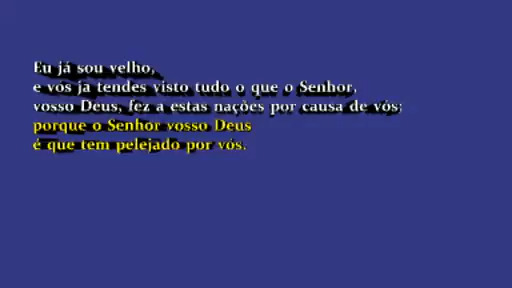 Eu já sou velho,
e vós já tendes visto tudo o que o Senhor,
vosso Deus, fez a estas nações por causa de vós;
porque o Senhor vosso Deus
é que tem pelejado por vós.